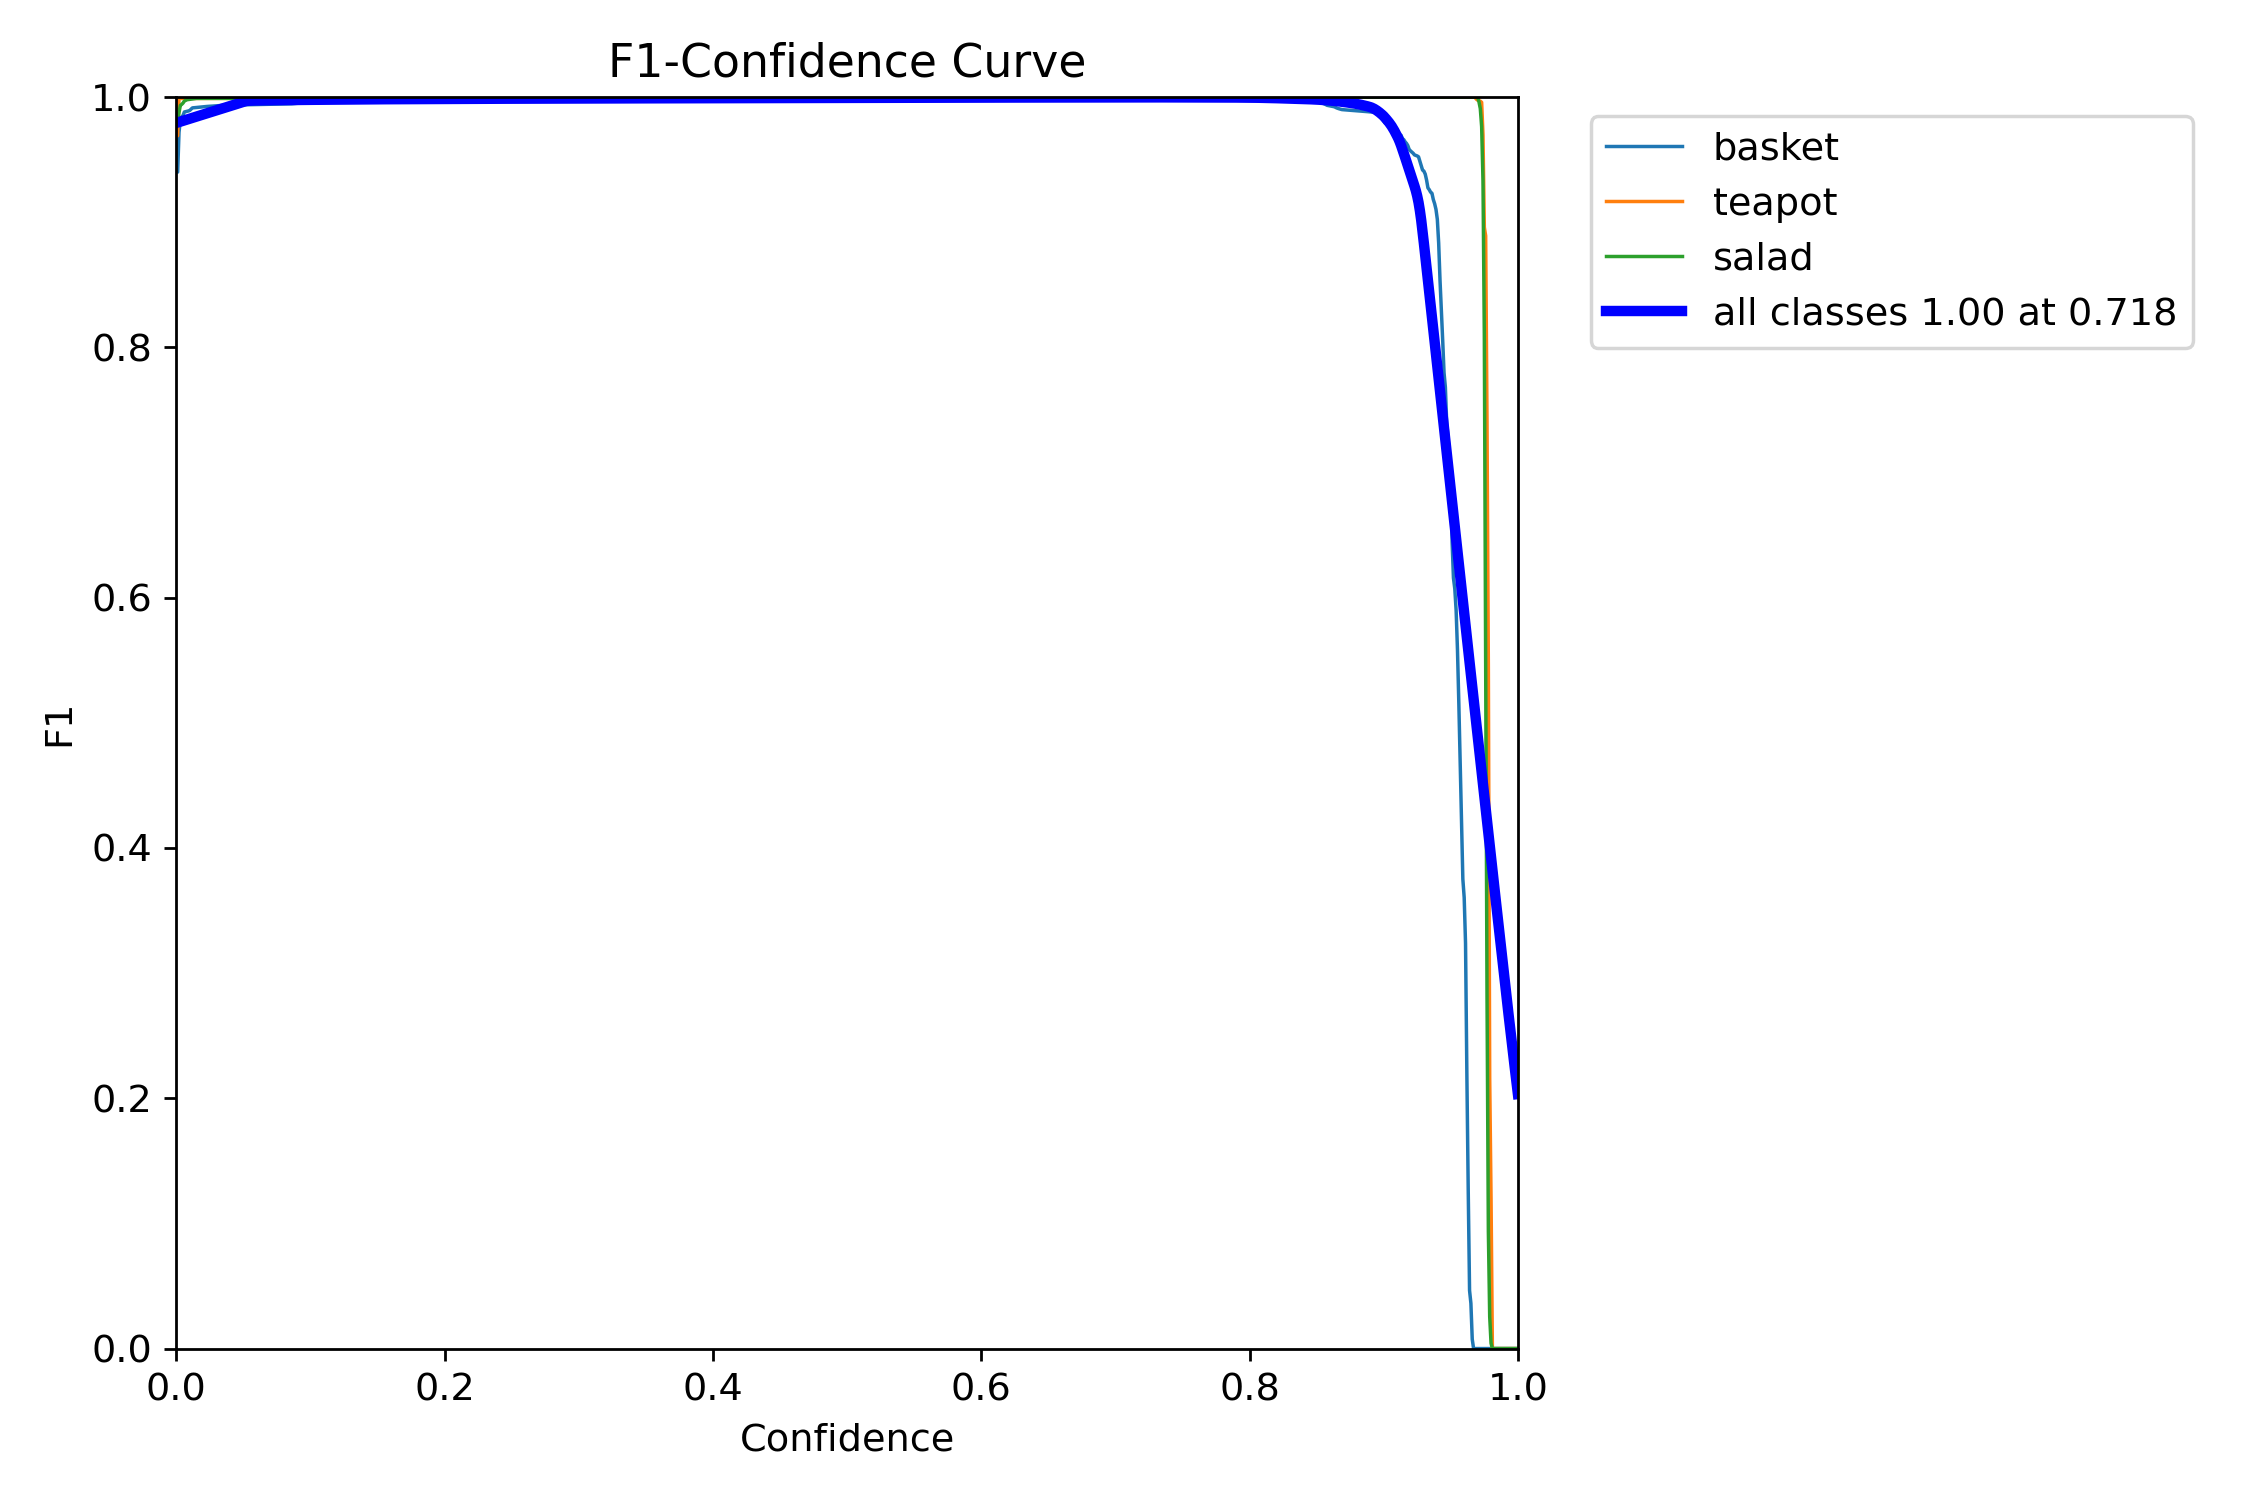 F1-Confidence Curve
1.0
0.8
0.6
0.4
0.2
0.0
F1
0.0 0.2 0.4 0.6 0.8 1.0
Confidence
basket
teapot
salad
all classes 1.00 at 0.718